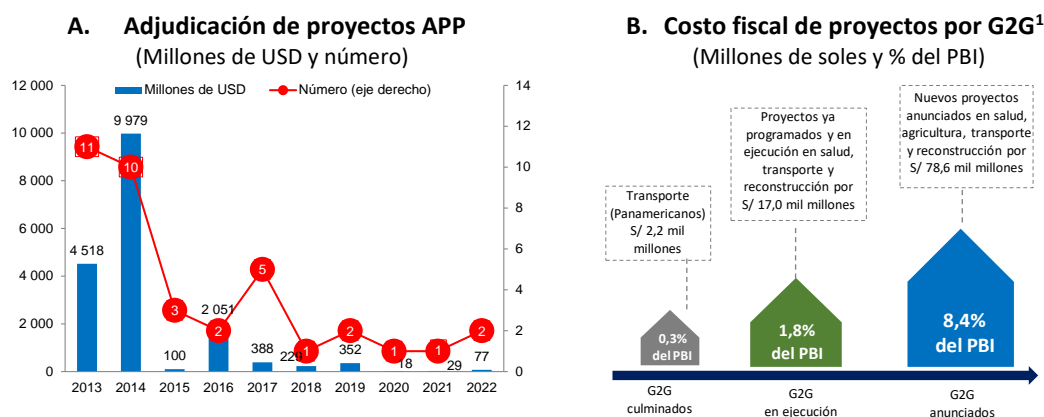 A. Adjudicación de proyectos APP
(Millones de USD y número)
Millones de USD
Número (eje derecho)
12 000
10 000
8 000
6 000
4 000
2 000
0
14
12
10
8
6
4
2
0
4 518
9 979
100
2 051
388
220
352
18
29
77
11
10
3
2
5
1
2
1
1
2
2013 2014 2015 2016 2017 2018 2019 2020 2021 2022
B. Costo fiscal de proyectos por G2G1
(Millones de soles y % del PBI)
Transporte
(Panamericanos)
S/ 2,2 mil
millones
Proyectos ya
programados y en
ejecución en salud,
transporte y
reconstrucción por
S/ 17,0 mil millones
Nuevos proyectos
anunciados en salud,
agricultura, transporte
y reconstrucción por
S/ 78,6 mil millones
0,3%
del PBI
1,8%
del PBI
8,4%
del PBI
G2G
culminados
G2G
en ejecución
G2G
anunciados